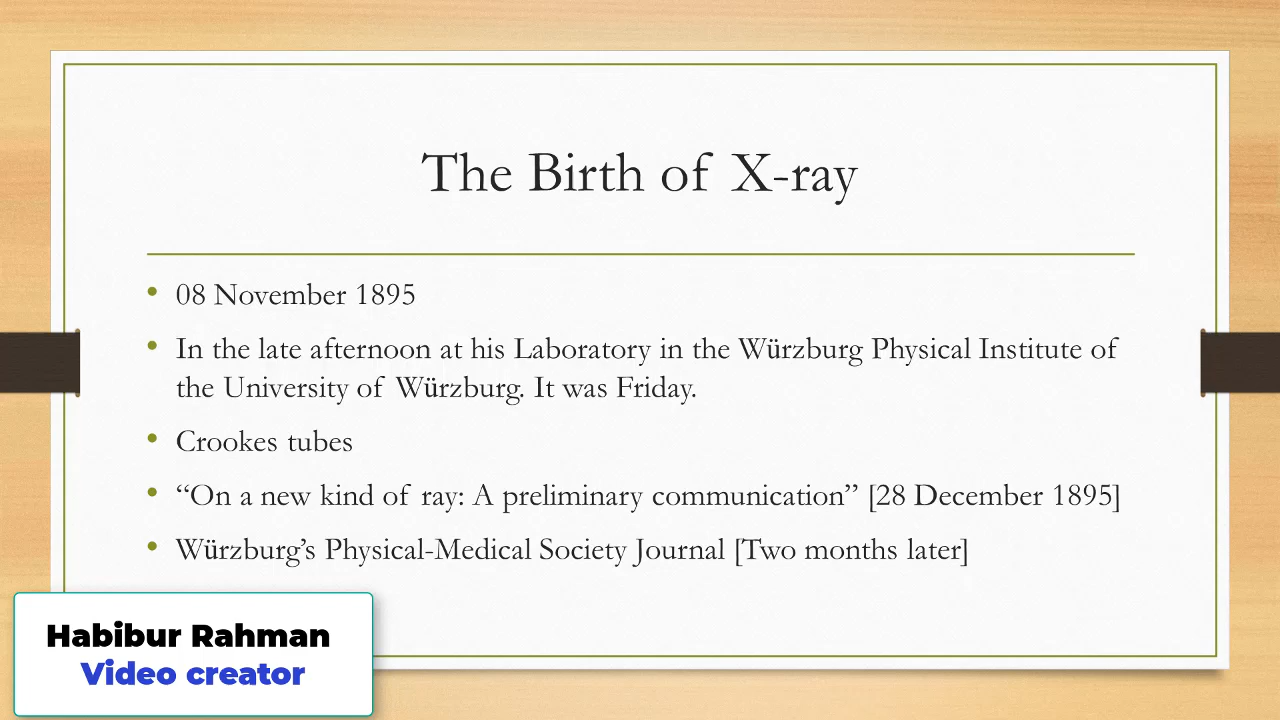 The Birth of X-ray
• 08 November 1895
• In the late afternoon at his Laboratory in the Würzburg Physical Institute of
the University of Würzburg. It was Friday.
• Crookes tubes
• “On a new kind of ray: A preliminary communication” [28 December 1895]
• Würzburg’s Physical-Medical Society Journal [Two months later]
Habibur Rahman
Video creator